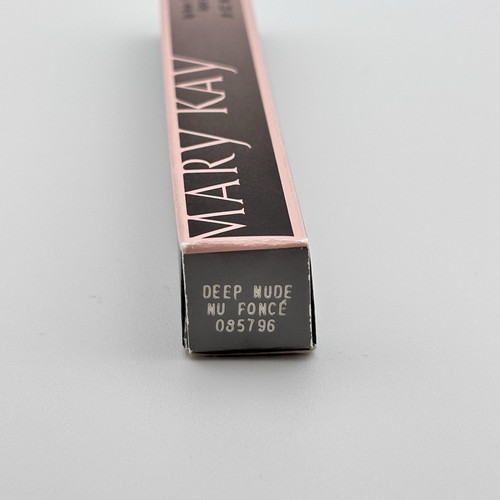 MARY KAY
DEEP NUDE
NU FONCÉ
085796